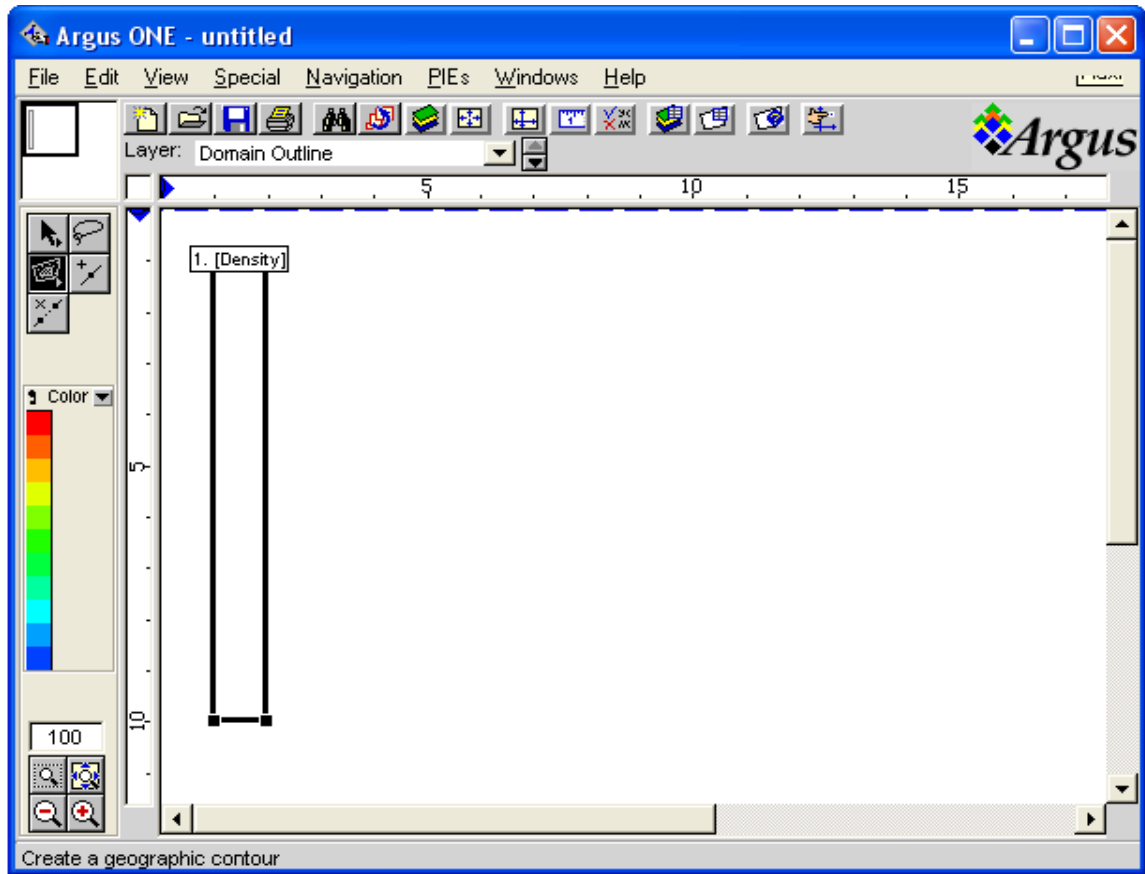 Argus ONE - untitled
File Edit View Special Navigation PIEs Windows Help
Argus
Layer: Domain Outline
5 10 15
1. [Density]
Color
5
10
100
Create a geographic contour